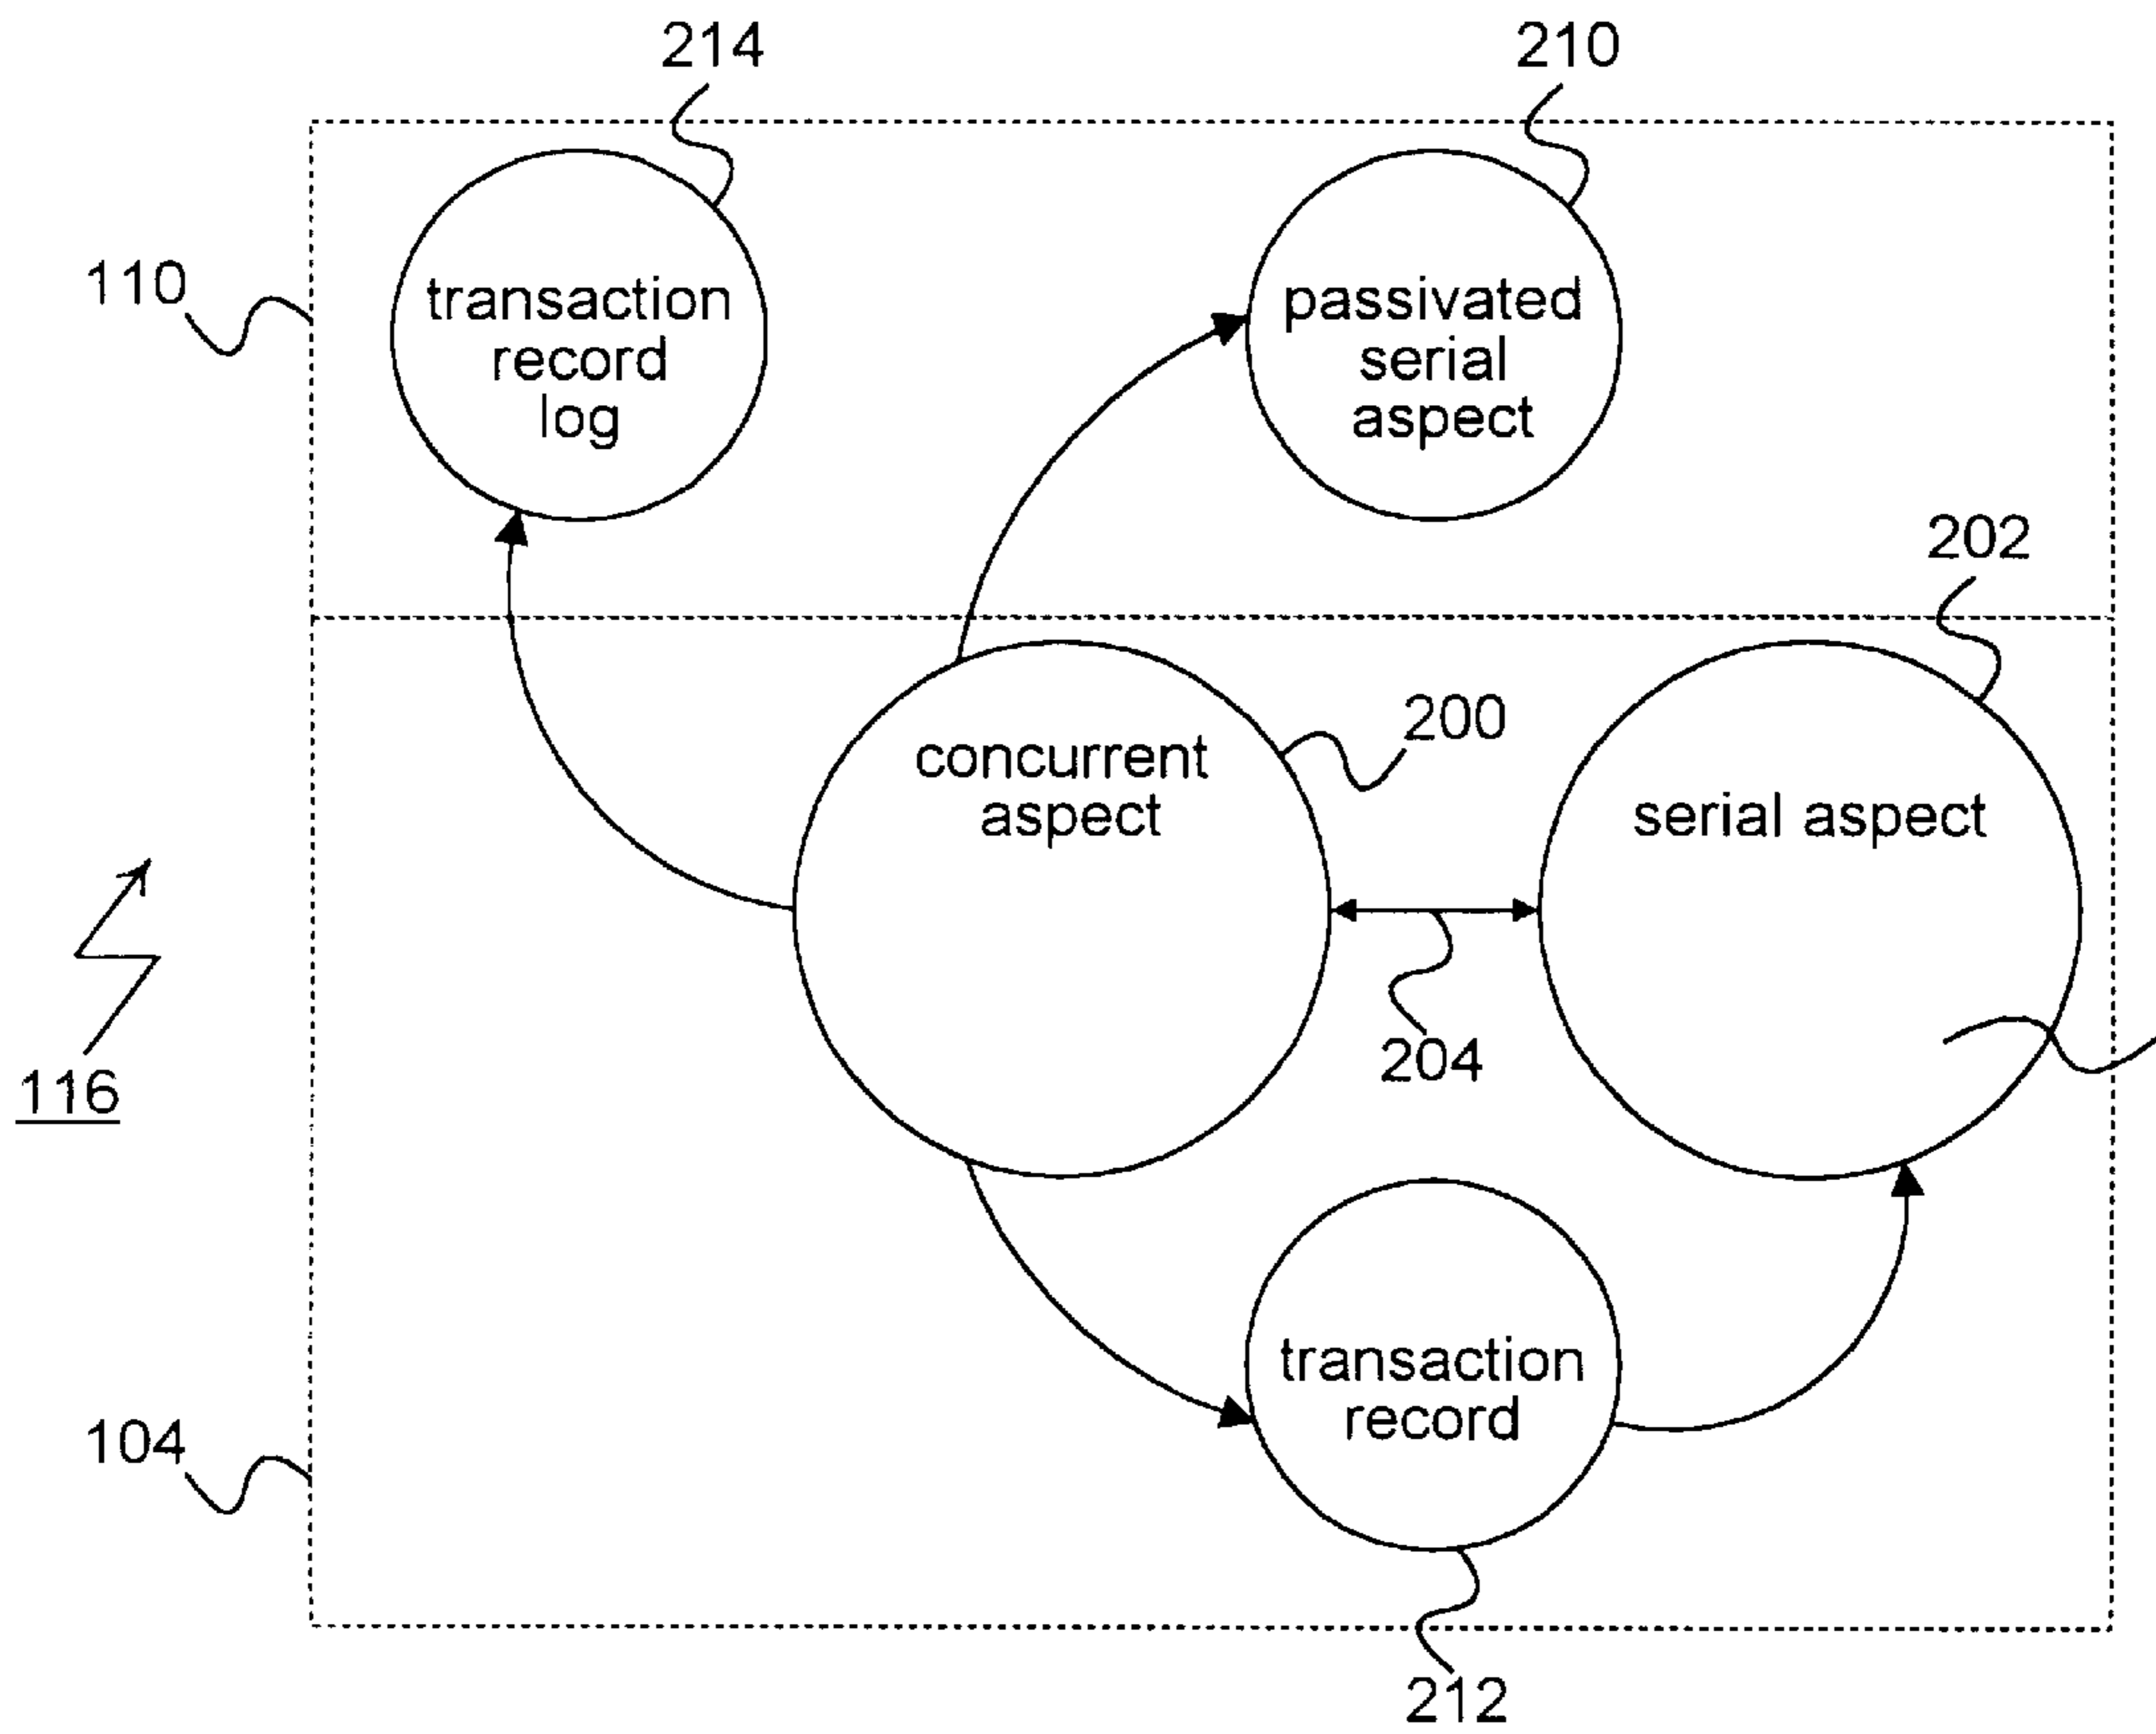 214
210
110
transaction
record
log
passivated
serial
aspect
202
200
concurrent
aspect
serial aspect
204
116
104
transaction
record
212